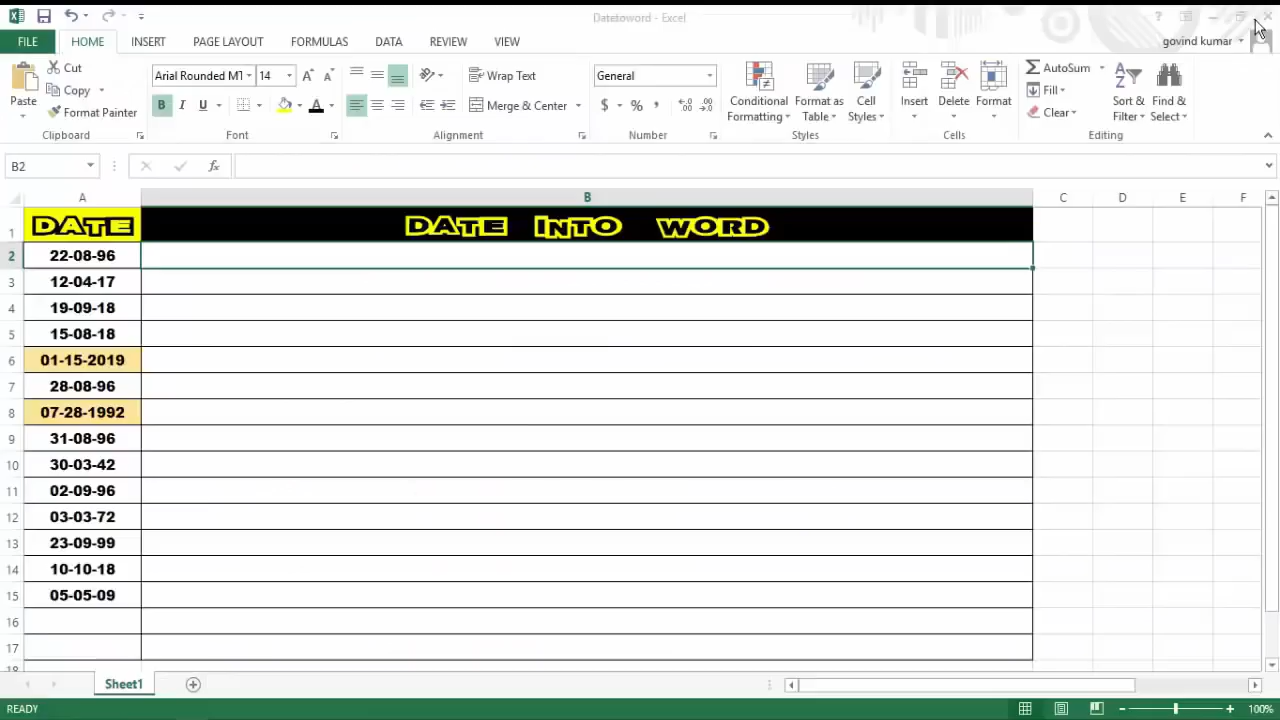 Datetoword - Excel
?
FILE HOME INSERT PAGE LAYOUT FORMULAS DATA REVIEW VIEW govind kumar
Paste Cut Copy Format Painter Clipboard
Arial Rounded MT 14 B I U A Font
Wrap Text Merge & Center Alignment
General $ % , Number
Conditional Formatting Format as Table Cell Styles Styles
Insert Delete Format Cells
AutoSum Fill Clear Sort & Filter Find & Select Editing
B2 fx
A B C D E F
1 DATE DATE INTO WORD
2 22-08-96
3 12-04-17
4 19-09-18
5 15-08-18
6 01-15-2019
7 28-08-96
8 07-28-1992
9 31-08-96
10 30-03-42
11 02-09-96
12 03-03-72
13 23-09-99
14 10-10-18
15 05-05-09
16
17
18
Sheet1
READY 100%